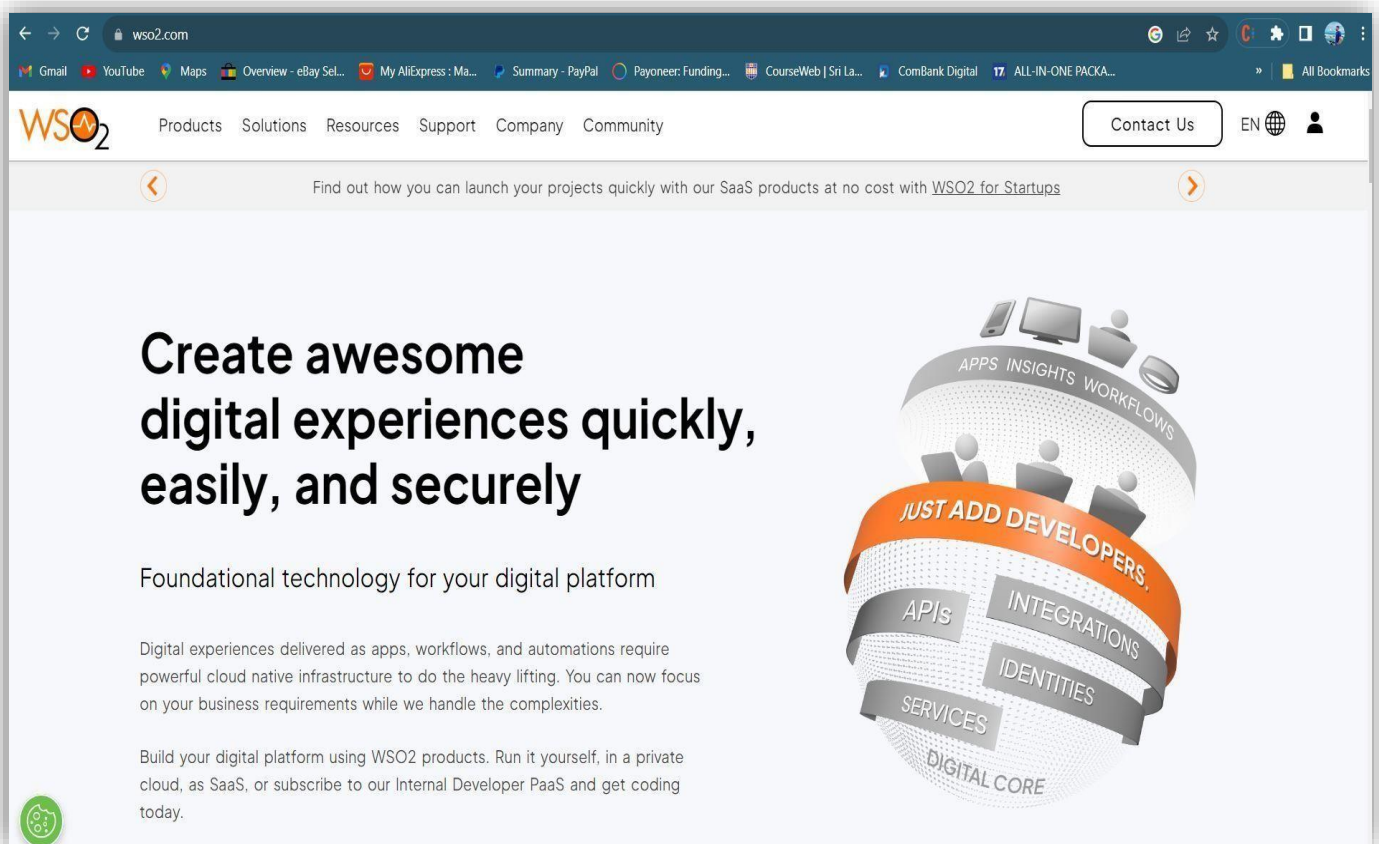 wso2.com
Gmail YouTube Maps Overview - eBay Sel... My AliExpress : Ma... Summary - PayPal Payoneer: Funding... CourseWeb | Sri La... ComBank Digital 17 ALL-IN-ONE PACKA... » All Bookmarks
WSO2 Products Solutions Resources Support Company Community Contact Us EN
Find out how you can launch your projects quickly with our SaaS products at no cost with WSO2 for Startups
Create awesome
digital experiences quickly,
easily, and securely
Foundational technology for your digital platform
Digital experiences delivered as apps, workflows, and automations require
powerful cloud native infrastructure to do the heavy lifting. You can now focus
on your business requirements while we handle the complexities.
Build your digital platform using WSO2 products. Run it yourself, in a private
cloud, as SaaS, or subscribe to our Internal Developer PaaS and get coding
today.
APPS INSIGHTS WORKFLOWS
JUST ADD DEVELOPERS.
APIs INTEGRATIONS
IDENTITIES
SERVICES
DIGITAL CORE